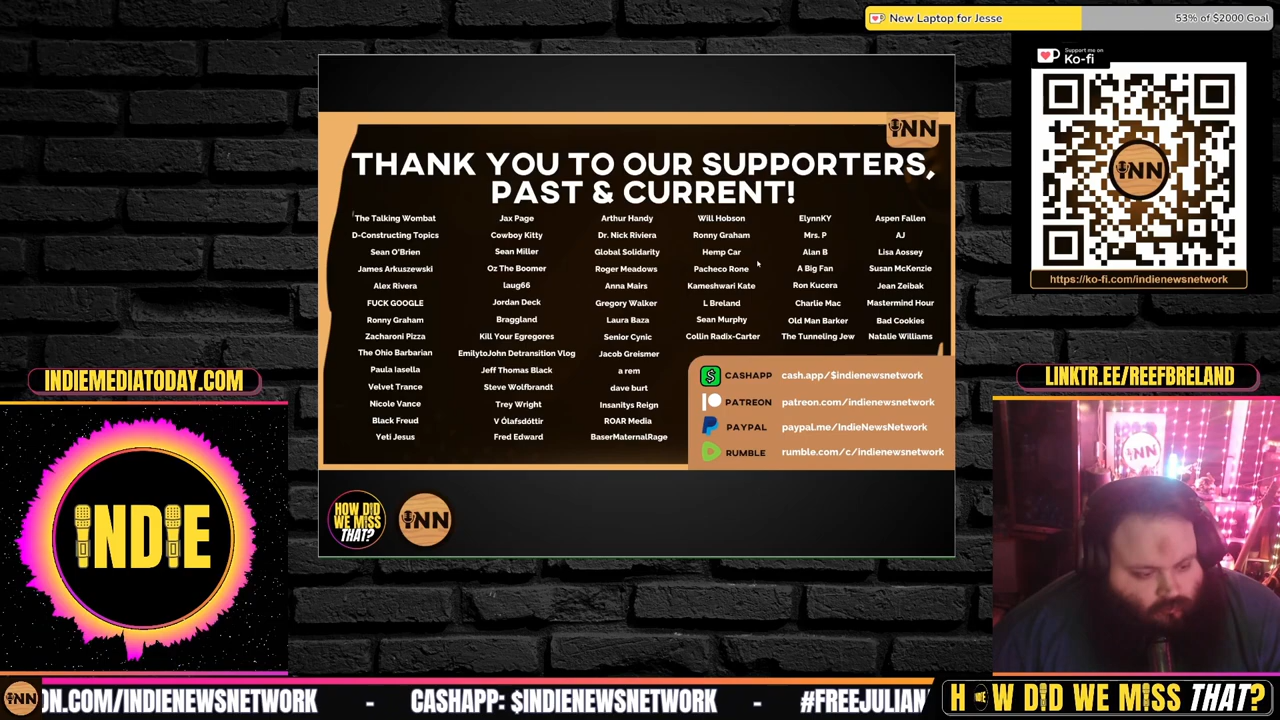 New Laptop for Jesse
53% of $2000 Goal
Support me on
Ko-fi
iNN
https://ko-fi.com/indienewsnetwork
iNN
THANK YOU TO OUR SUPPORTERS,
PAST & CURRENT!
The Talking Wombat
D-Constructing Topics
Sean O'Brien
James Arkuszewski
Alex Rivera
FUCK GOOGLE
Ronny Graham
Zacharoni Pizza
The Ohio Barbarian
Paula Iasella
Velvet Trance
Nicole Vance
Black Freud
Yeti Jesus
Jax Page
Cowboy Kitty
Sean Miller
Oz The Boomer
laug66
Jordan Deck
Braggland
Kill Your Egregores
EmilytoJohn Detransition Vlog
Jeff Thomas Black
Steve Wolfbrandt
Trey Wright
V Ólafsdóttir
Fred Edward
Arthur Handy
Dr. Nick Riviera
Global Solidarity
Roger Meadows
Anna Mairs
Gregory Walker
Laura Baza
Senior Cynic
Jacob Greismer
a rem
dave burt
Insanitys Reign
ROAR Media
BaserMaternalRage
Will Hobson
Ronny Graham
Hemp Car
Pacheco Rone
Kameshwari Kate
L Breland
Sean Murphy
Collin Radix-Carter
ElynnKY
Mrs. P
Alan B
A Big Fan
Ron Kucera
Charlie Mac
Old Man Barker
The Tunneling Jew
Aspen Fallen
AJ
Lisa Aossey
Susan McKenzie
Jean Zeibak
Mastermind Hour
Bad Cookies
Natalie Williams
CASHAPP cash.app/$indienewsnetwork
PATREON patreon.com/indienewsnetwork
PAYPAL paypal.me/IndieNewsNetwork
RUMBLE rumble.com/c/indienewsnetwork
HOW DID
WE MISS
THAT?
iNN
INDIEMEDIATODAY.COM
INDIE
LINKTR.EE/REEFBRELAND
iNN
iNN
ON.COM/INDIENEWSNETWORK - CASHAPP: $INDIENEWSNETWORK - #FREEJULIAN
HOW DID WE MISS THAT?